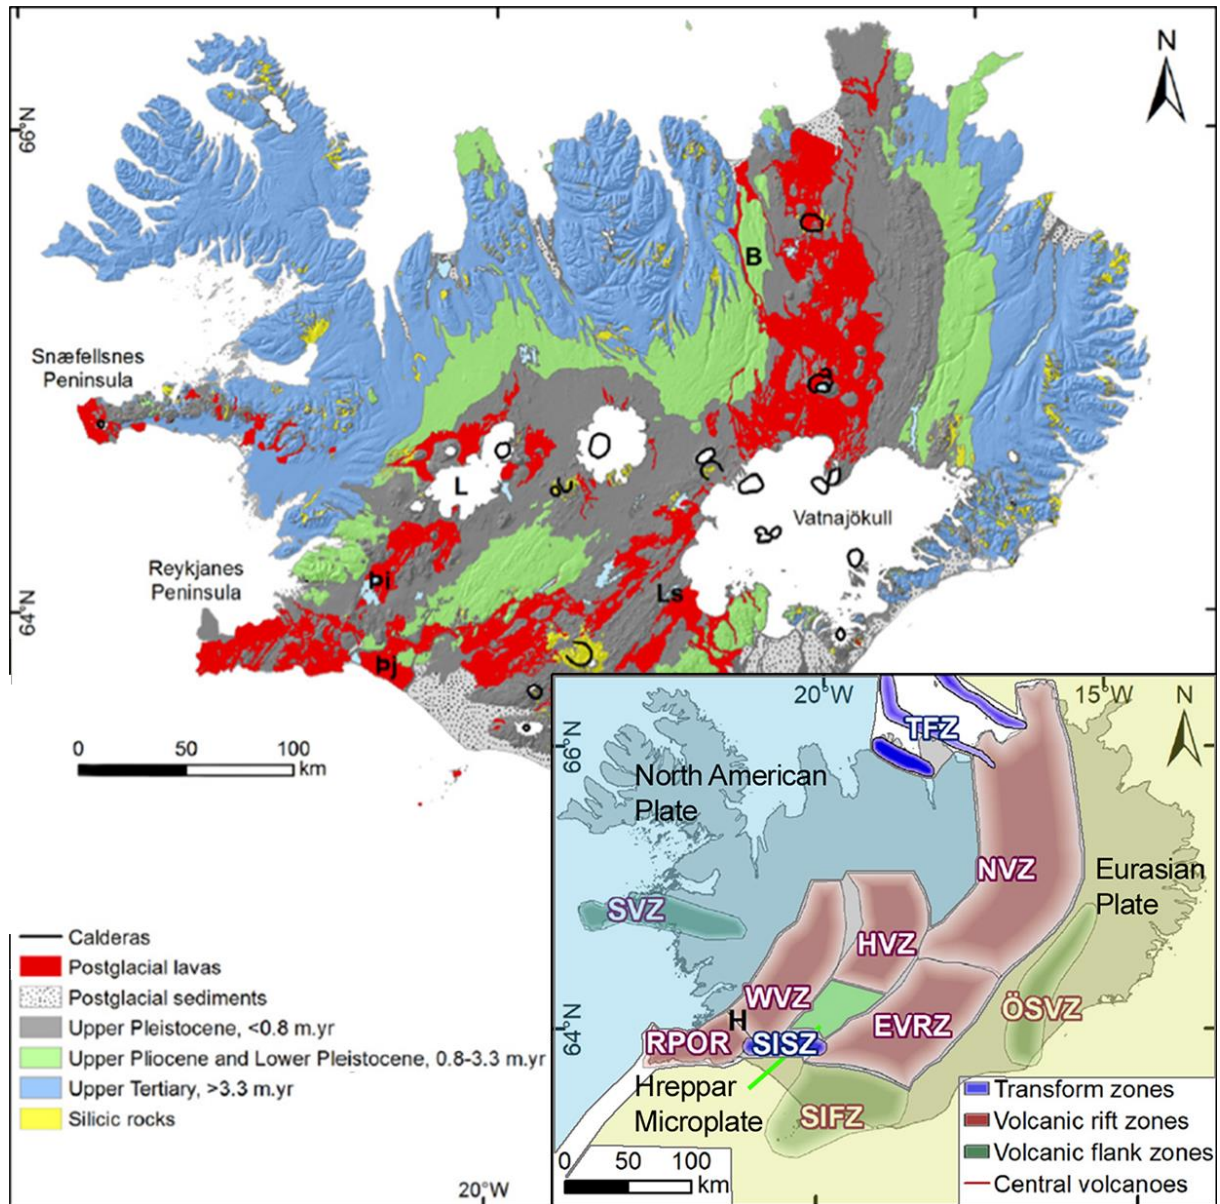 N
66°N
B
Snæfellsnes
Peninsula
L
Vatnajökull
Reykjanes
Peninsula
Þi
Ls
64°N
Þj
0 50 100
km
Calderas
Postglacial lavas
Postglacial sediments
Upper Pleistocene, <0.8 m.yr
Upper Pliocene and Lower Pleistocene, 0.8-3.3 m.yr
Upper Tertiary, >3.3 m.yr
Silicic rocks
20°W
20°W
15°W
N
66°N
TFZ
North American
Plate
NVZ
Eurasian
Plate
SVZ
HVZ
WVZ
ÖSVZ
H
EVRZ
64°N
RPOR
SISZ
Hreppar
Microplate
SIFZ
Transform zones
Volcanic rift zones
Volcanic flank zones
Central volcanoes
0 50 100
km